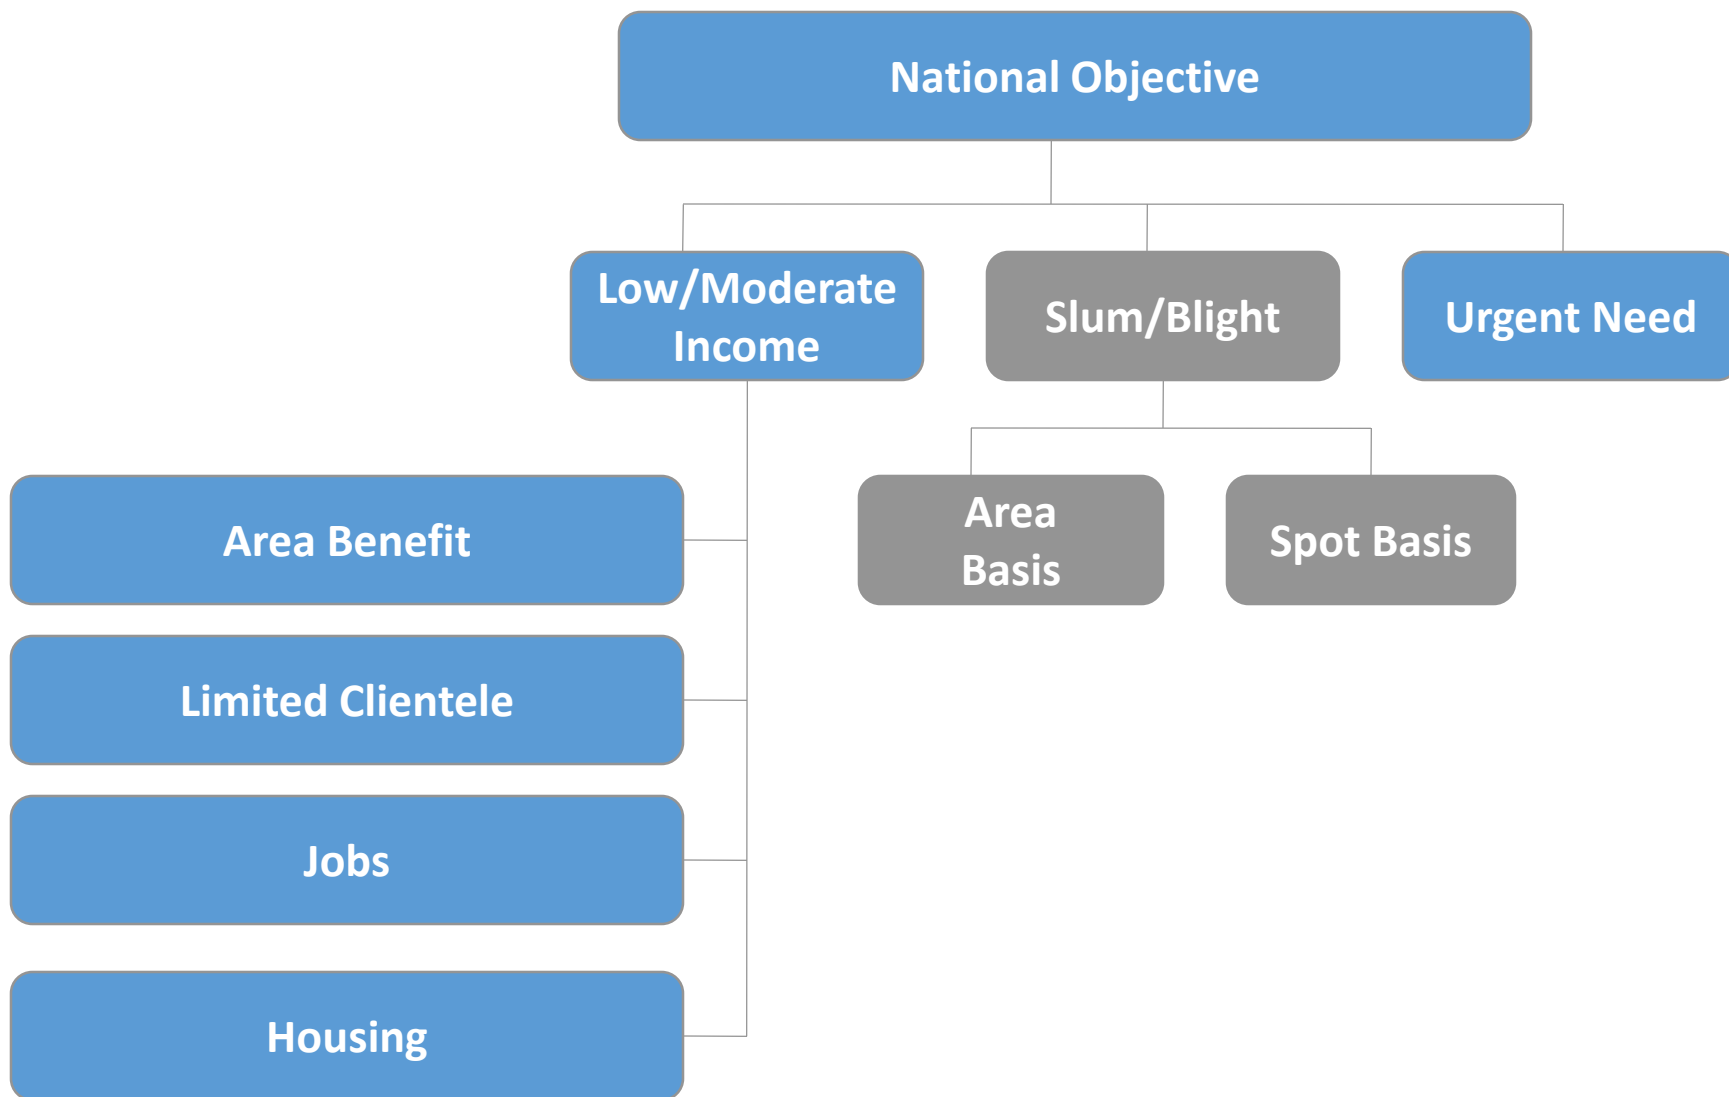 National Objective
Low/Moderate
Income
Slum/Blight
Urgent Need
Area Benefit
Area
Basis
Spot Basis
Limited Clientele
Jobs
Housing